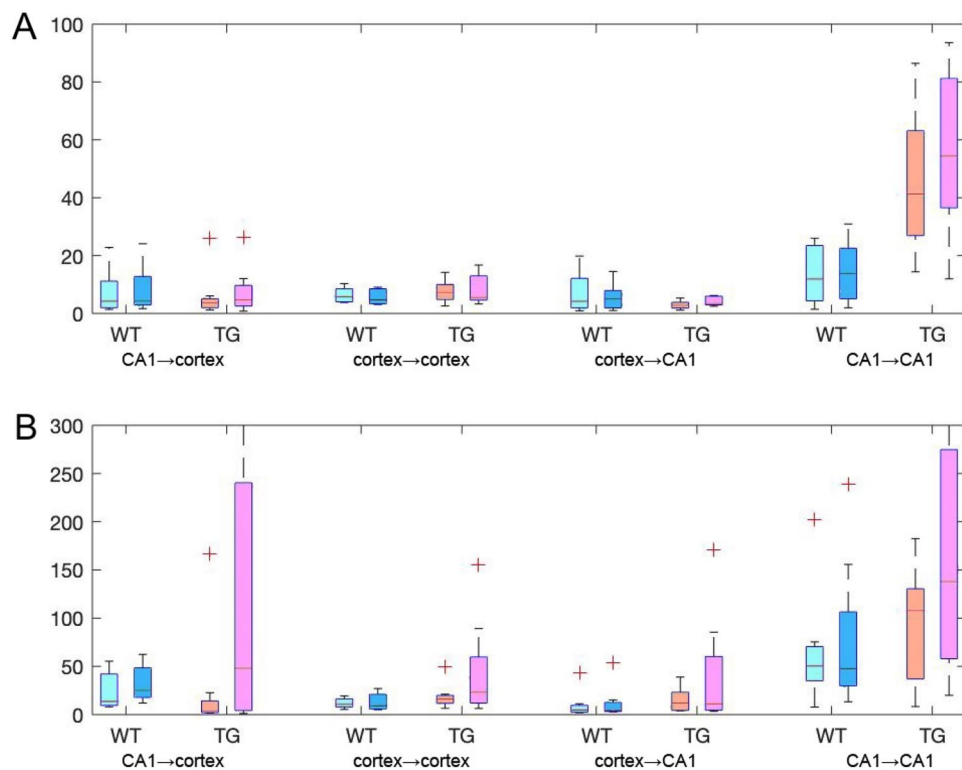 A
100
80
60
40
20
0
WT TG WT TG WT TG WT TG
CA1→cortex cortex→cortex cortex→CA1 CA1→CA1
B
300
250
200
150
100
50
0
WT TG WT TG WT TG WT TG
CA1→cortex cortex→cortex cortex→CA1 CA1→CA1